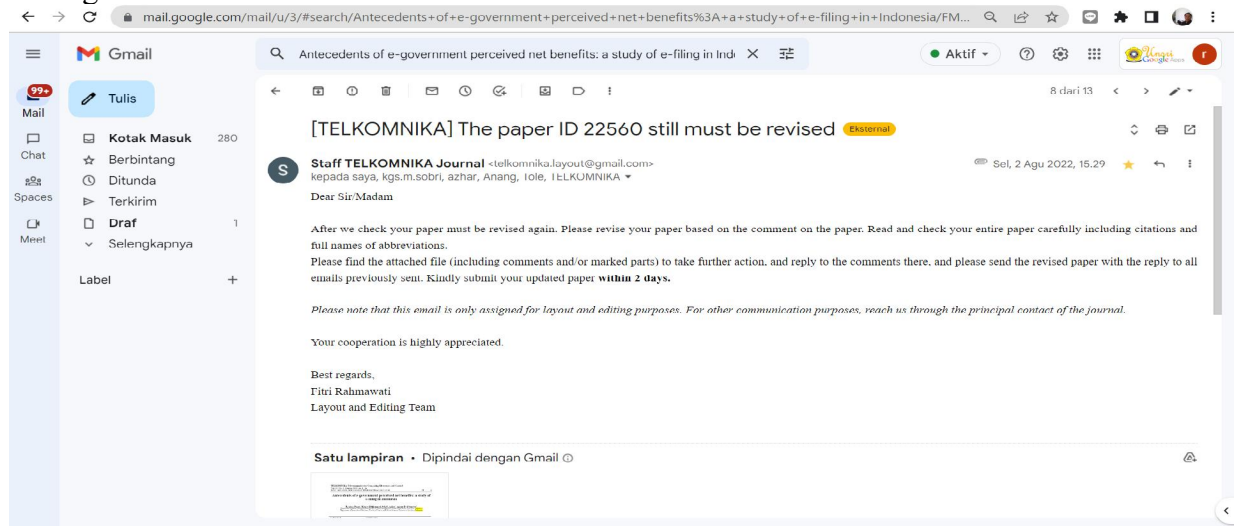 mail.google.com/mail/u/3/#search/Antecedents+of+e-government+perceived+net+benefits%3A+a+study+of+e-filing+in+Indonesia/FM...
Gmail
Antecedents of e-government perceived net benefits: a study of e-filing in Indo
Aktif
r
99+
Mail
Chat
Spaces
Meet
Tulis
Kotak Masuk 280
Berbintang
Ditunda
Terkirim
Draf 1
Selengkapnya
Label +
8 dari 13
[TELKOMNIKA] The paper ID 22560 still must be revised Eksternal
S
Staff TELKOMNIKA Journal <telkomnika.layout@gmail.com>
Sel, 2 Agu 2022, 15.29
kepada saya, kgs.m.sobri, azhar, Anang, Tole, TELKOMNIKA
Dear Sir/Madam
After we check your paper must be revised again. Please revise your paper based on the comment on the paper. Read and check your entire paper carefully including citations and
full names of abbreviations.
Please find the attached file (including comments and/or marked parts) to take further action, and reply to the comments there, and please send the revised paper with the reply to all
emails previously sent. Kindly submit your updated paper within 2 days.
Please note that this email is only assigned for layout and editing purposes. For other communication purposes, reach us through the principal contact of the journal.
Your cooperation is highly appreciated.
Best regards,
Fitri Rahmawati
Layout and Editing Team
Satu lampiran • Dipindai dengan Gmail